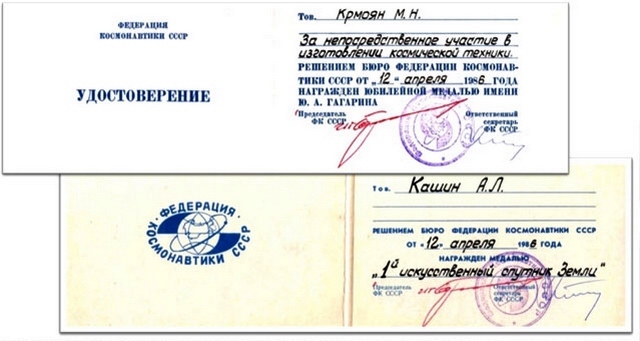 ФЕДЕРАЦИЯ
КОСМОНАВТИКИ СССР
УДОСТОВЕРЕНИЕ
Тов. Крмоян М.Н.
За непосредственное участие в
изготовлении космической техники.
РЕШЕНИЕМ БЮРО ФЕДЕРАЦИИ КОСМОНАВ-
ТИКИ СССР ОТ „12“ апреля 1986 ГОДА
НАГРАЖДЕН ЮБИЛЕЙНОЙ МЕДАЛЬЮ ИМЕНИ
Ю. А. ГАГАРИНА
Председатель
ФК СССР
Ответственный
секретарь
ФК СССР
ФЕДЕРАЦИЯ
КОСМОНАВТИКИ СССР
Тов. Кашин А.Л.
РЕШЕНИЕМ БЮРО ФЕДЕРАЦИИ КОСМОНАВТИКИ СССР
ОТ „12“ апреля 1986 ГОДА
НАГРАЖДЕН МЕДАЛЬЮ
„1й искусственный спутник Земли“
Председатель
ФК СССР
Ответственный
секретарь
ФК СССР